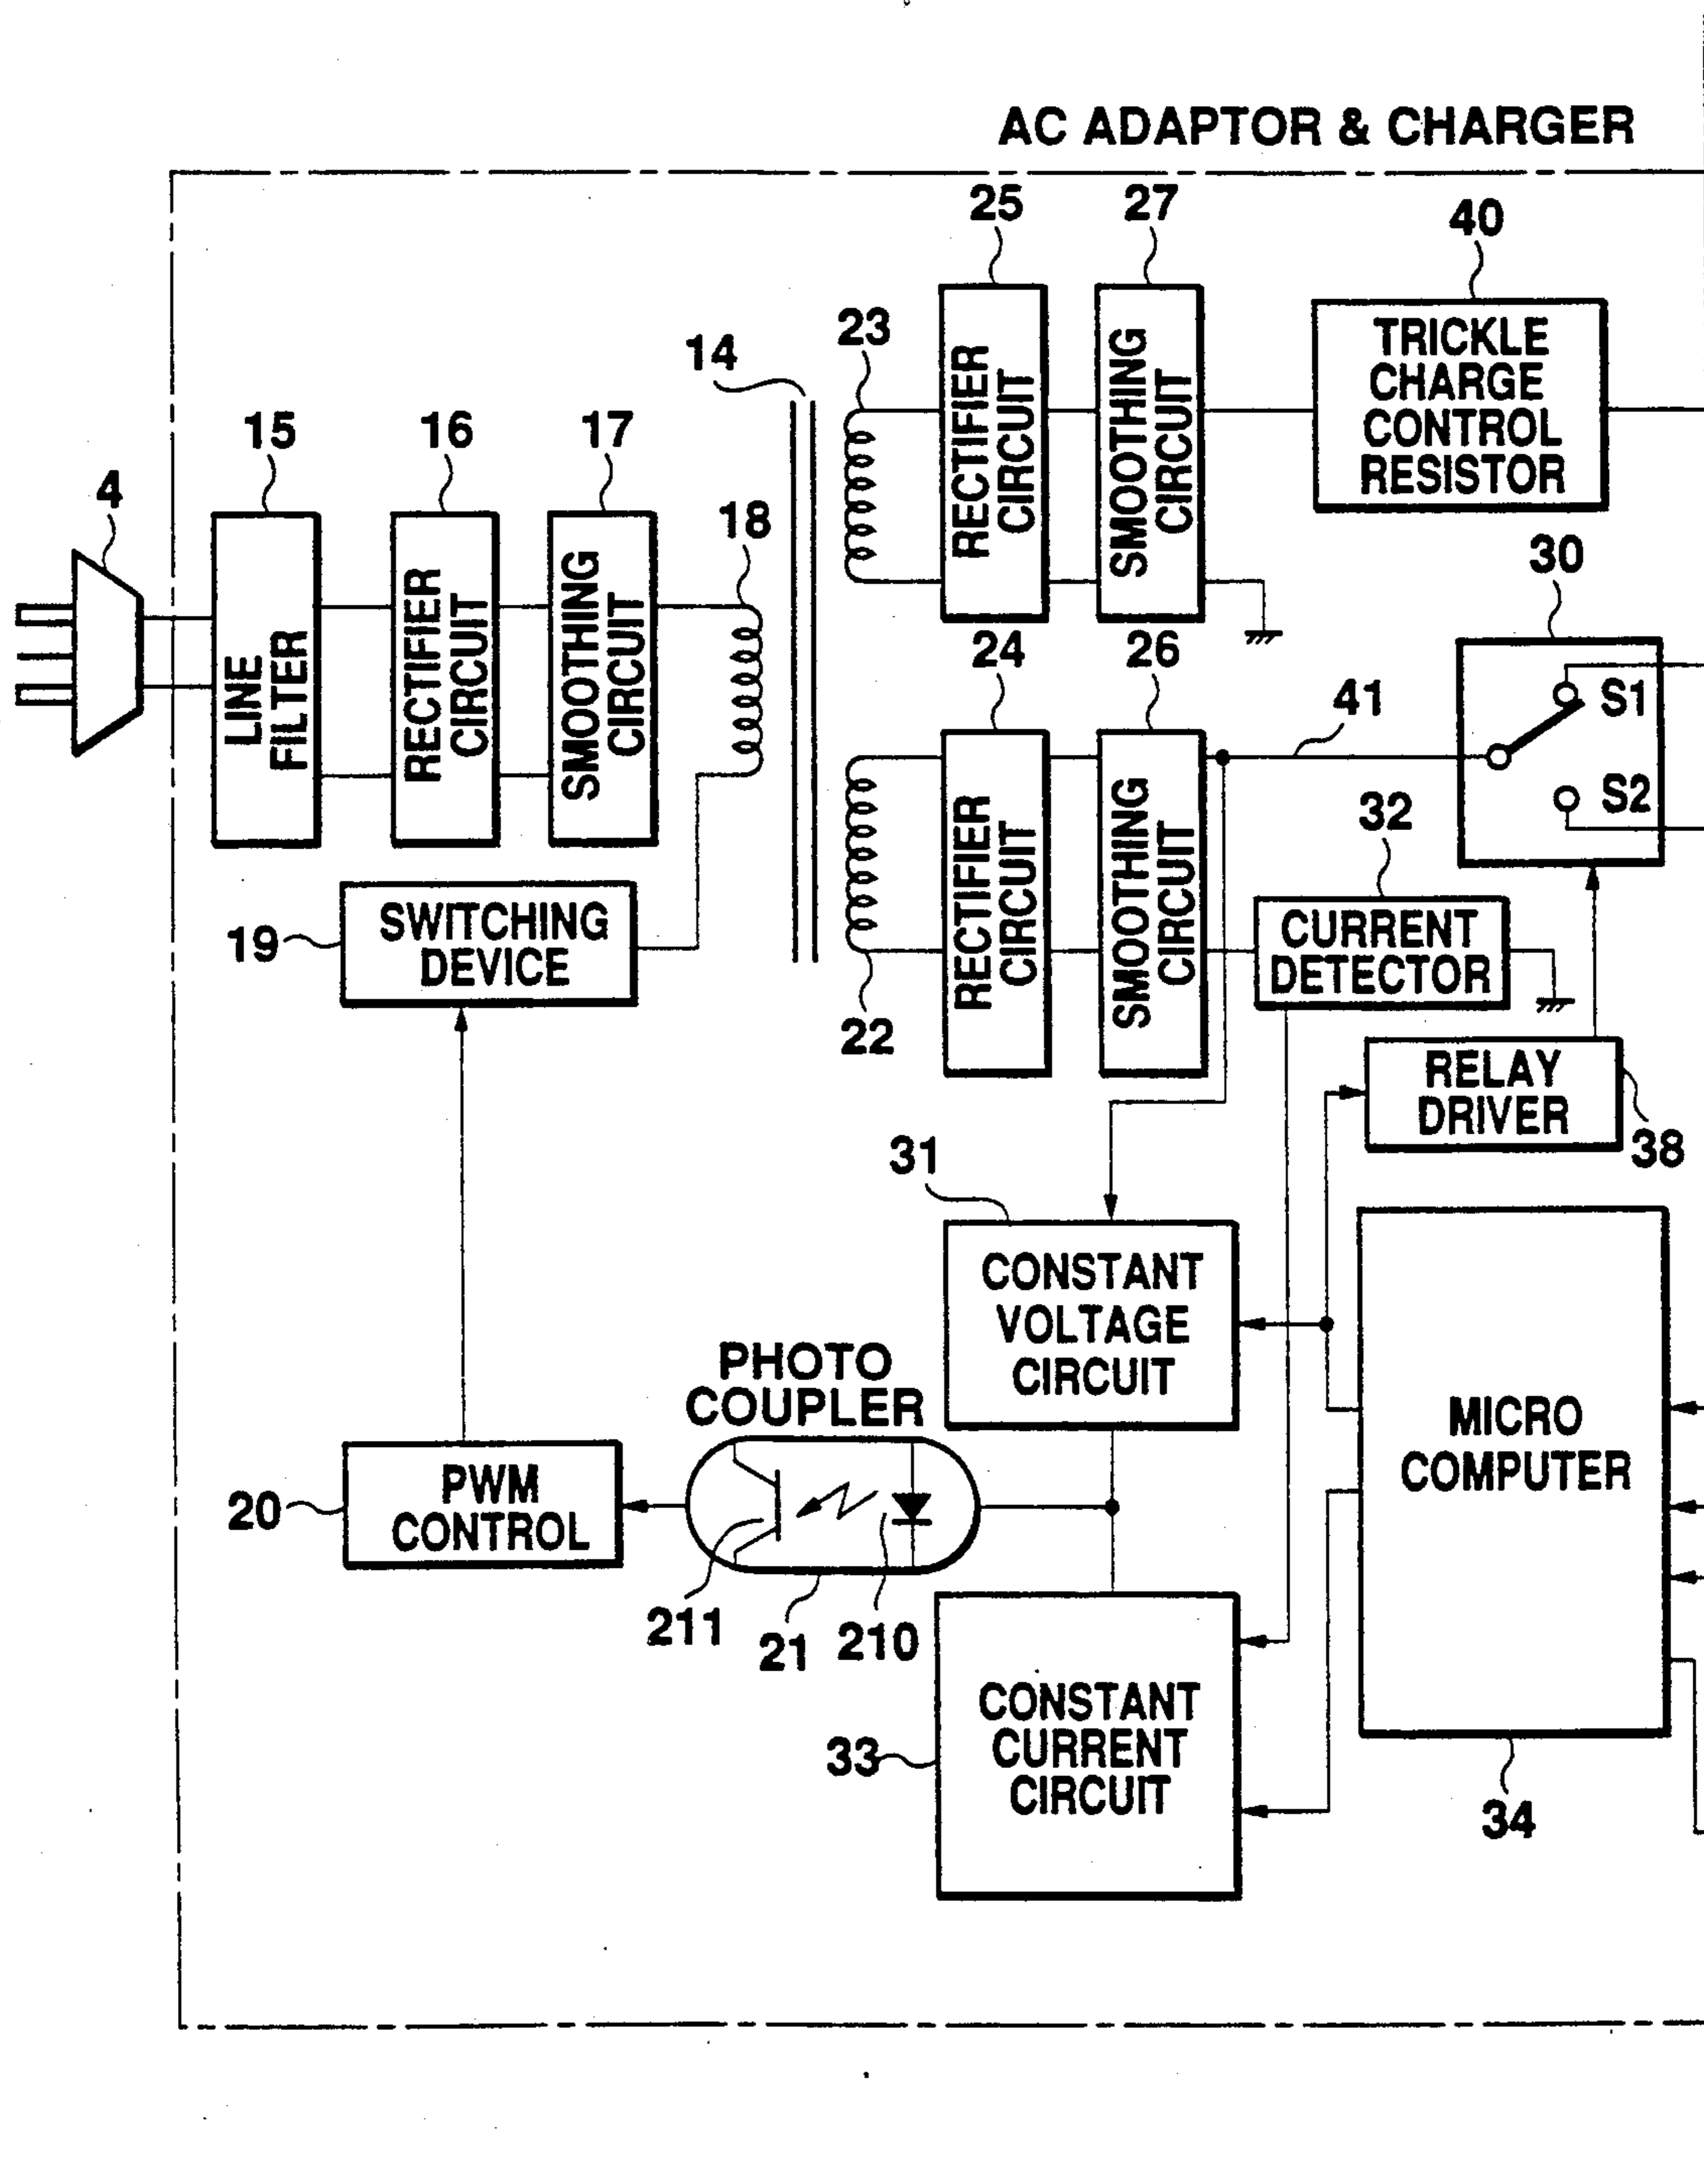 AC ADAPTOR & CHARGER
25
27
40
23
14
TRICKLE
CHARGE
CONTROL
RESISTOR
RECTIFIER
CIRCUIT
SMOOTHING
CIRCUIT
15
16
17
4
18
30
LINE
FILTER
RECTIFIER
CIRCUIT
SMOOTHING
CIRCUIT
24
26
41
S1
S2
32
RECTIFIER
CIRCUIT
SMOOTHING
CIRCUIT
19
SWITCHING
DEVICE
CURRENT
DETECTOR
22
RELAY
DRIVER
38
31
CONSTANT
VOLTAGE
CIRCUIT
PHOTO
COUPLER
MICRO
COMPUTER
20
PWM
CONTROL
211
21
210
CONSTANT
CURRENT
CIRCUIT
33
34